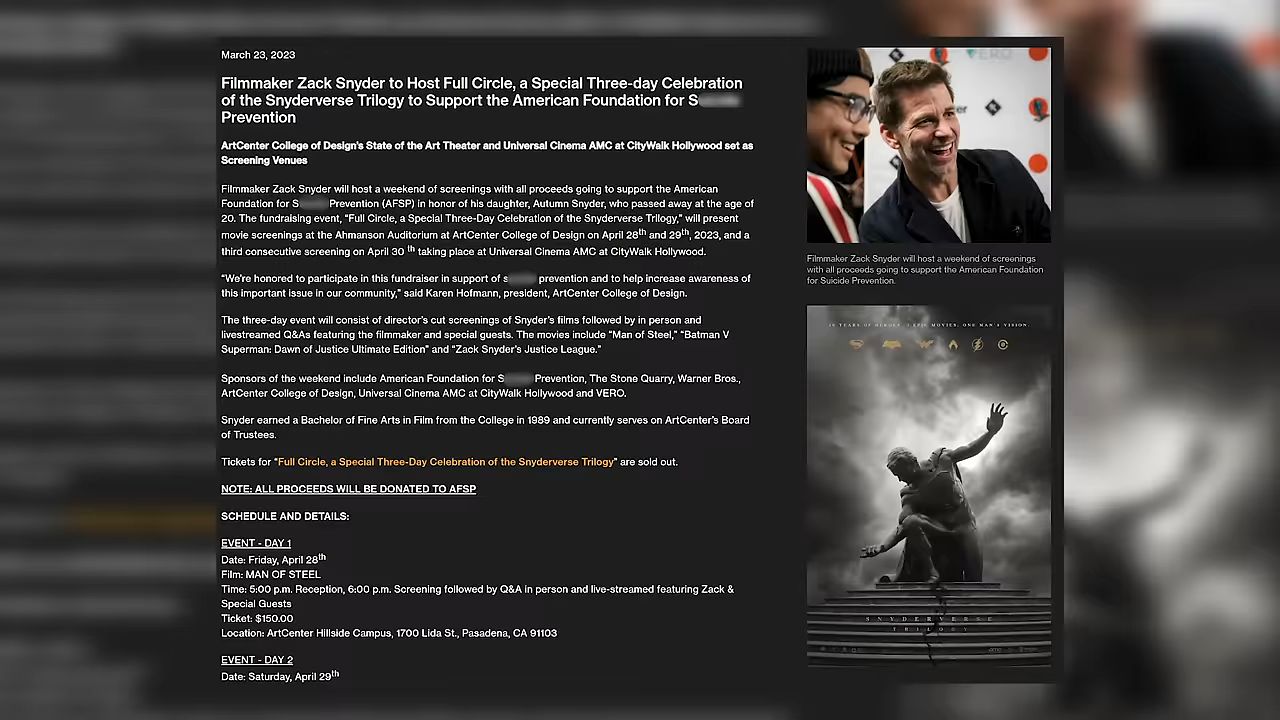 March 23, 2023
Filmmaker Zack Snyder to Host Full Circle, a Special Three-day Celebration
of the Snyderverse Trilogy to Support the American Foundation for S
Prevention
Center College of Design's State of the Art Theater and Universal Cinema AMC at CityWalk Hollywood set as
Screening Venues
Filmmaker Zack Snyder will host a weekend of screenings with all proceeds going to support the American
Foundation for S Prevention (AFSP) in honor of his daughter, Autumn Snyder, who passed away at the age of
20. The fundraising event, "Full Circle, a Special Three-Day Celebration of the Snyderverse Trilogy," will present
movie screenings at the Ahmanson Auditorium at ArtCenter College of Design on April 28th and 29th, 2023, and a
third consecutive screening on April 30 th taking place at Universal Cinema AMC at CityWalk Hollywood.
"We're honored to participate in this fundraiser in support of s prevention and to help increase awareness of
this important issue in our community," said Karen Hofmann, president, ArtCenter College of Design.
The three-day event will consist of director's cut screenings of Snyder's films followed by in person and
livestreamed Q&As featuring the filmmaker and special guests. The movies include "Man of Steel," "Batman V
Superman: Dawn of Justice Ultimate Edition" and "Zack Snyder's Justice League."
Sponsors of the weekend include American Foundation for S Prevention, The Stone Quarry, Warner Bros.,
ArtCenter College of Design, Universal Cinema AMC at CityWalk Hollywood and VERO.
Snyder earned a Bachelor of Fine Arts in Film from the College in 1989 and currently serves on ArtCenter's Board
of Trustees.
Tickets for "Full Circle, a Special Three-Day Celebration of the Snyderverse Trilogy" are sold out.
NOTE: ALL PROCEEDS WILL BE DONATED TO AFSP
SCHEDULE AND DETAILS:
EVENT - DAY 1
Date: Friday, April 28th
Film: MAN OF STEEL
Time: 5:00 p.m. reception, 6:00 p.m. Screening followed by Q&A in person and live-streamed featuring Zack &
Special Guests
Ticket: $150.00
ArtCenter Hillside Campus, 1700 Lida St., Pasadena, CA 91103
EVENT - DAY 2
Date: Saturday, April 29th
VERO
Filmmaker Zack Snyder will host a weekend of screenings
with all proceeds going to support the American Foundation
for Suicide Prevention.
10 YEARS OF HEROES. 3 EPIC MOVIES. ONE MAN'S VISION.
SNYDERVERSE
TRILOGY